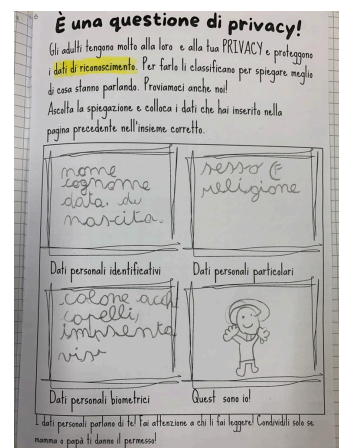 6
È una questione di privacy!
Gli adulti tengono molto alla loro e alla tua PRIVACY e proteggono
i dati di riconoscimento. Per farlo li classificano per spiegare meglio
di cosa stanno parlando. Proviamoci anche noi!
Ascolta la spiegazione e colloca i dati che hai inserito nella
pagina precedente nell'insieme corretto.
nome
cognome
data di
nascita.
sesso e
religione
Dati personali identificativi
Dati personali particolari
colore
capelli,
impronta
Dati personali biometrici
Quest sono io!
I dati personali parlano di te! Fai attenzione a chi li fai leggere! Condividili solo se
mamma o papà ti danno il permesso!